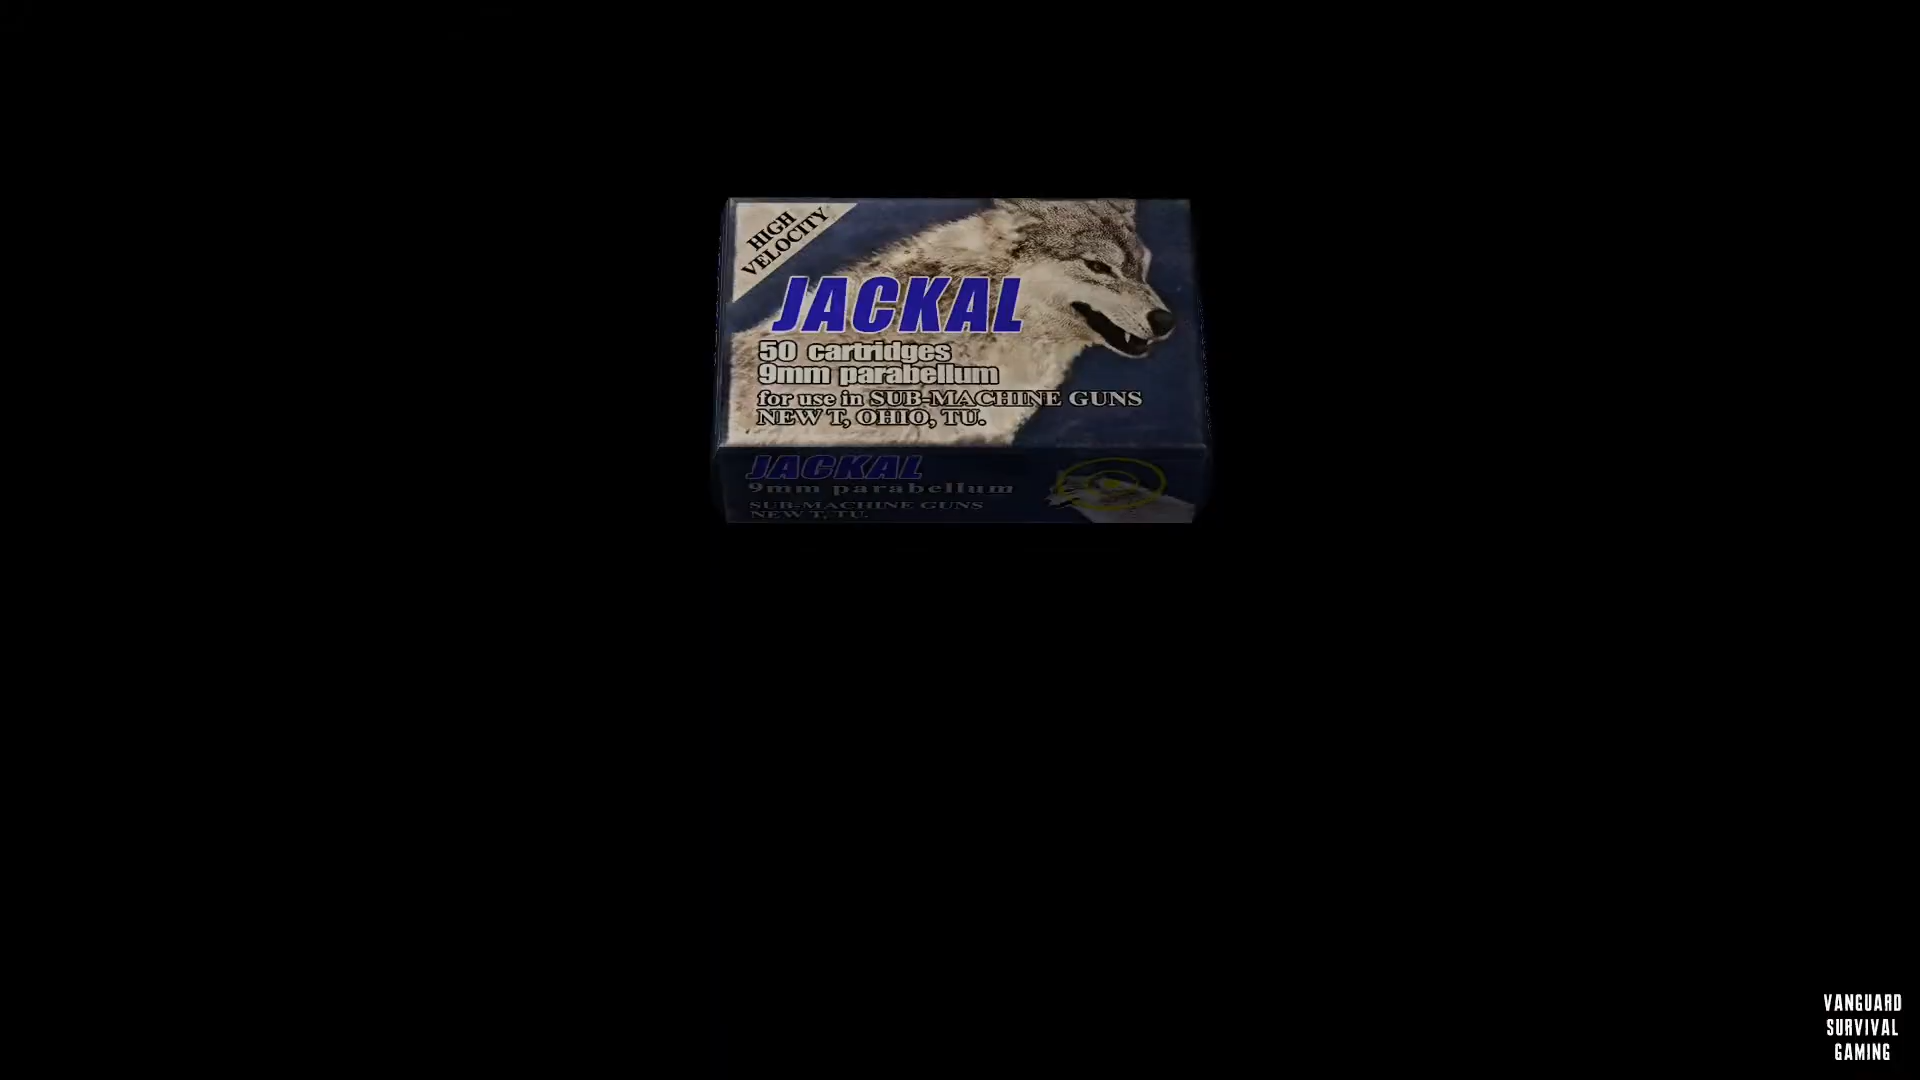 HIGH
VELOCITY
JACKAL
50 cartridges
9mm parabellum
for use in SUB-MACHINE GUNS
NEW T, OHIO, TU.
JACKAL
9mm parabellum
SUB-MACHINE GUNS
NEW T, TU.
VANGUARD
SURVIVAL
GAMING